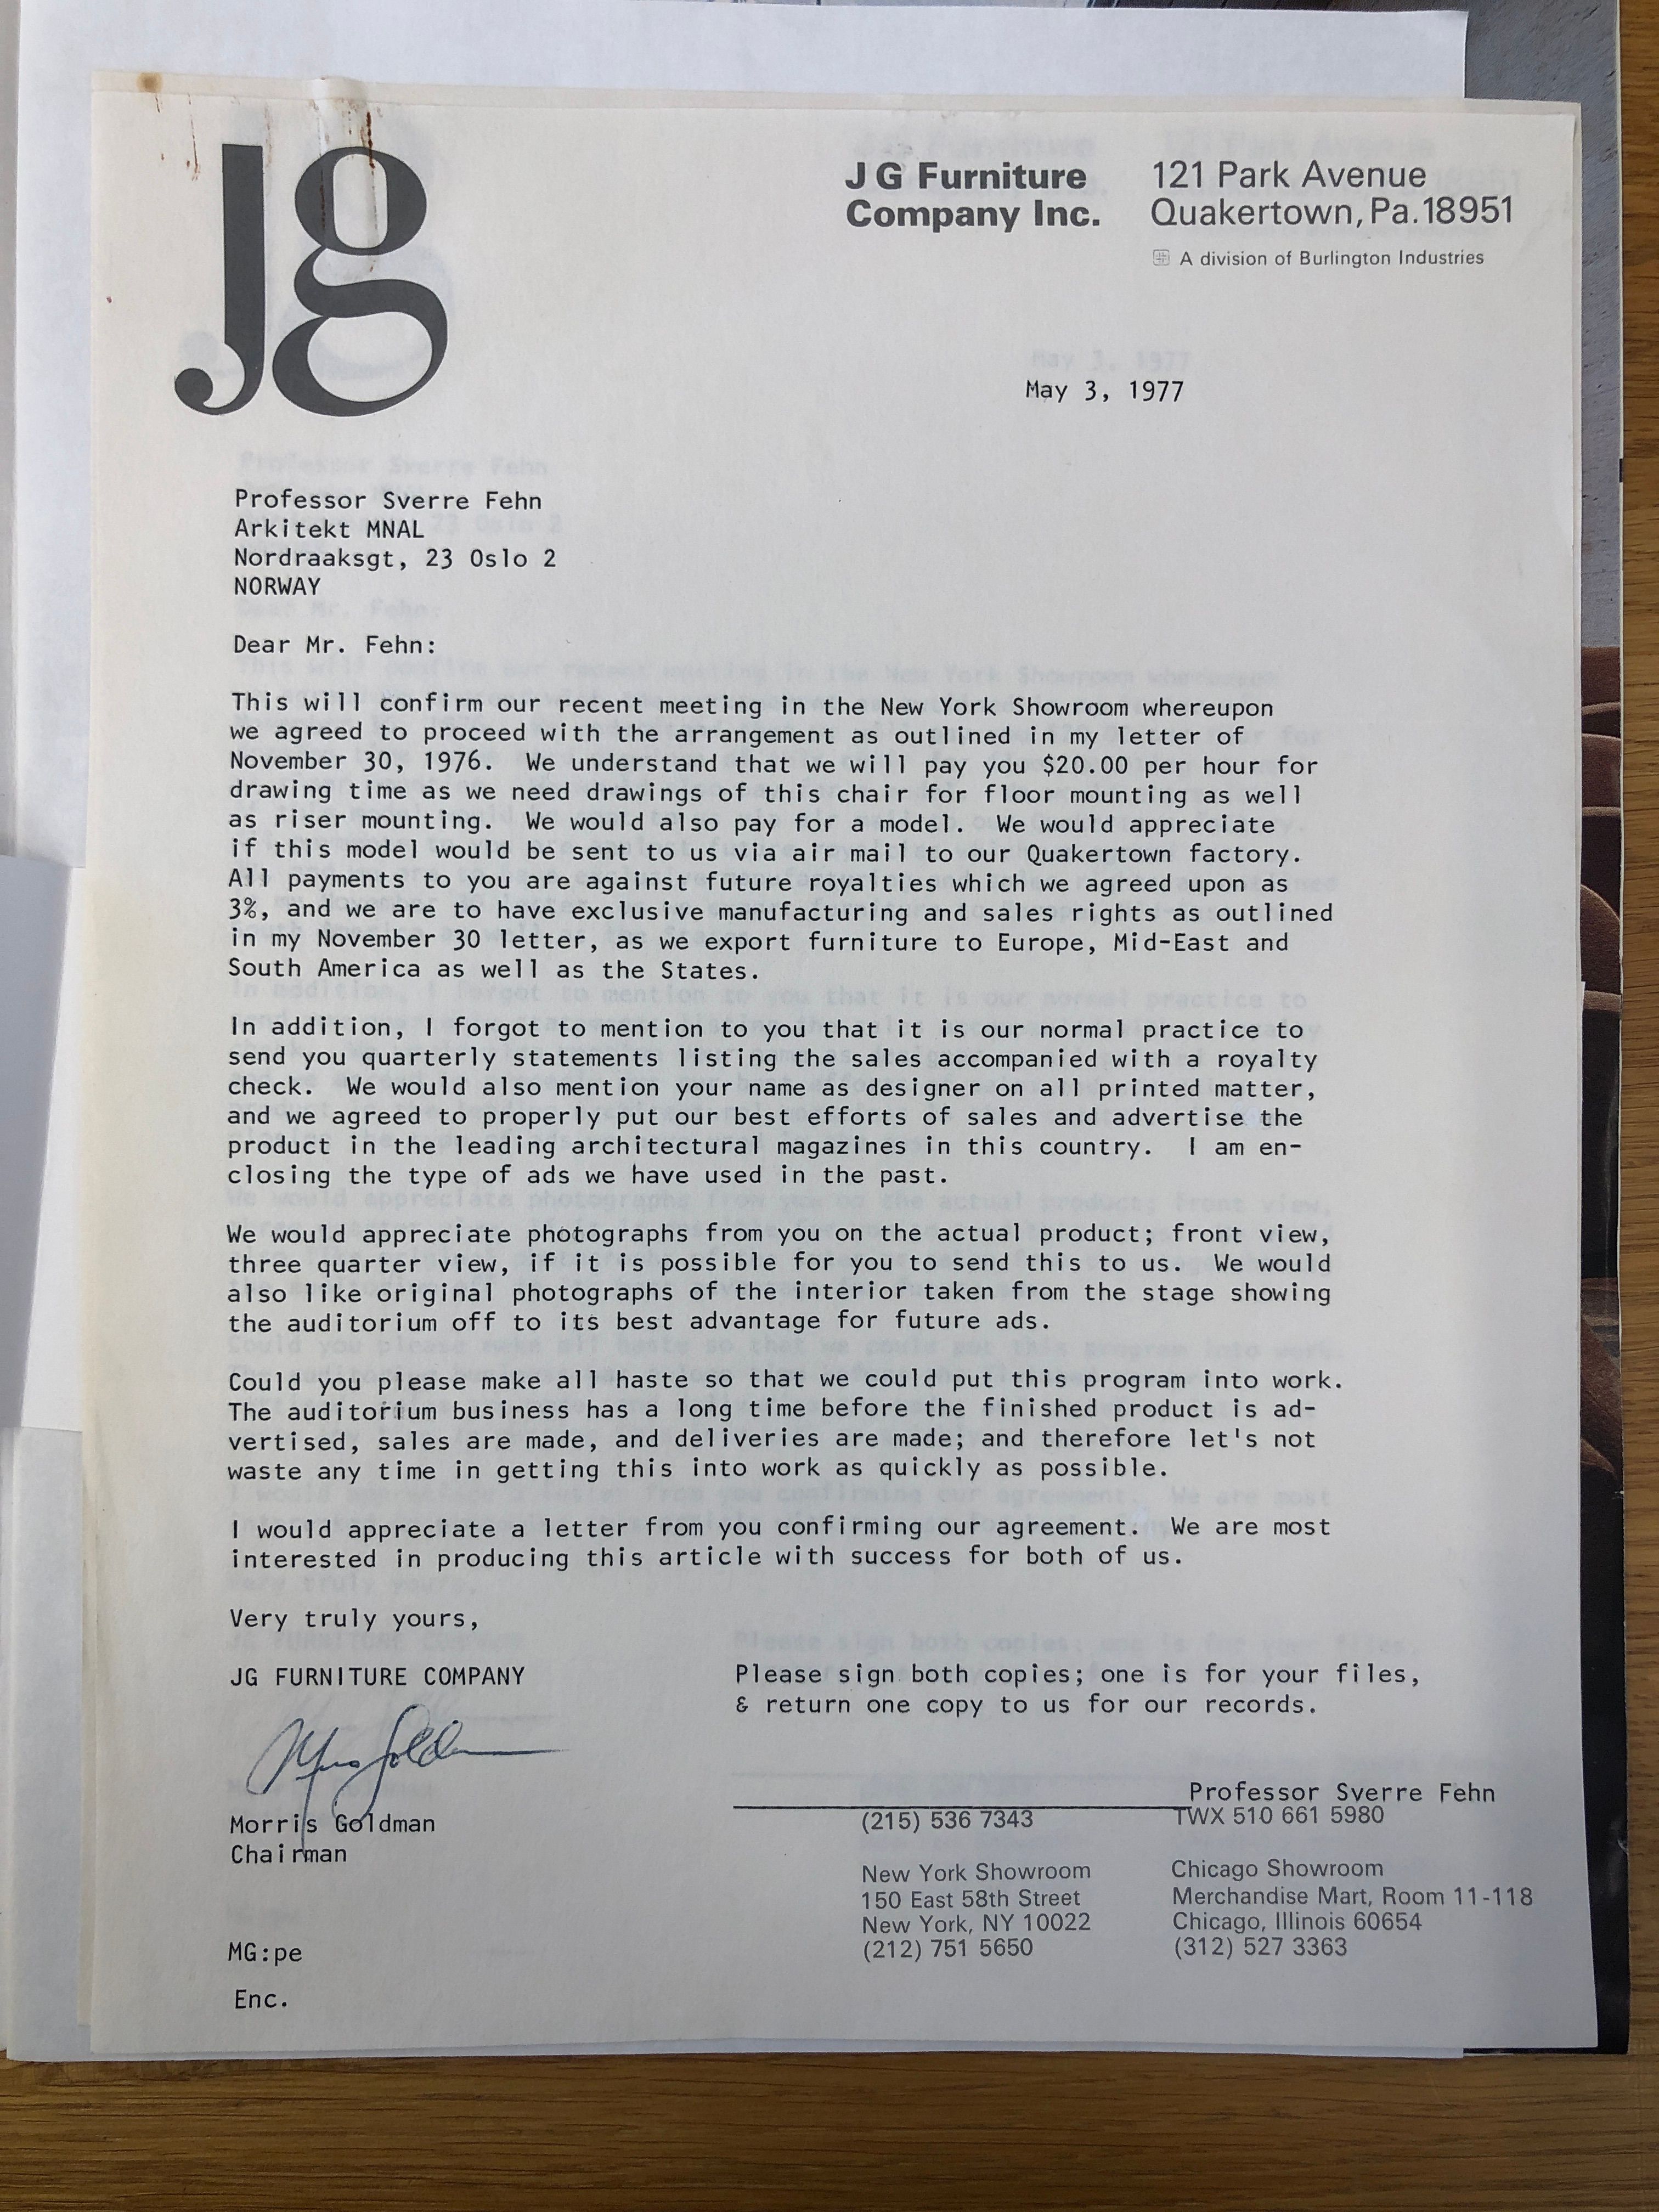 Jg
J G Furniture
Company Inc.
121 Park Avenue
Quakertown, Pa. 18951
A division of Burlington Industries
May 3, 1977
Professor Sverre Fehn
Arkitekt MNAL
Nordraaksgt, 23 Oslo 2
NORWAY
Dear Mr. Fehn:
This will confirm our recent meeting in the New York Showroom whereupon
we agreed to proceed with the arrangement as outlined in my letter of
November 30, 1976. We understand that we will pay you $20.00 per hour for
drawing time as we need drawings of this chair for floor mounting as well
as riser mounting. We would also pay for a model. We would appreciate
if this model would be sent to us via air mail to our Quakertown factory.
All payments to you are against future royalties which we agreed upon as
3%, and we are to have exclusive manufacturing and sales rights as outlined
in my November 30 letter, as we export furniture to Europe, Mid-East and
South America as well as the States.
In addition, I forgot to mention to you that it is our normal practice to
send you quarterly statements listing the sales accompanied with a royalty
check. We would also mention your name as designer on all printed matter,
and we agreed to properly put our best efforts of sales and advertise the
product in the leading architectural magazines in this country. I am en-
closing the type of ads we have used in the past.
We would appreciate photographs from you on the actual product; front view,
three quarter view, if it is possible for you to send this to us. We would
also like original photographs of the interior taken from the stage showing
the auditorium off to its best advantage for future ads.
Could you please make all haste so that we could put this program into work.
The auditorium business has a long time before the finished product is ad-
vertised, sales are made, and deliveries are made; and therefore let's not
waste any time in getting this into work as quickly as possible.
I would appreciate a letter from you confirming our agreement. We are most
interested in producing this article with success for both of us.
Very truly yours,
JG FURNITURE COMPANY
Please sign both copies; one is for your files,
& return one copy to us for our records.
Morris Goldman
Chairman
Professor Sverre Fehn
(215) 536 7343
TWX 510 661 5980
New York Showroom
150 East 58th Street
New York, NY 10022
(212) 751 5650
Chicago Showroom
Merchandise Mart, Room 11-118
Chicago, Illinois 60654
(312) 527 3363
MG:pe
Enc.